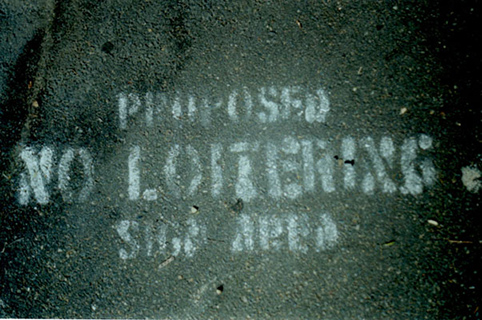 PROPOSED
NO LOITERING
SIGN AREA